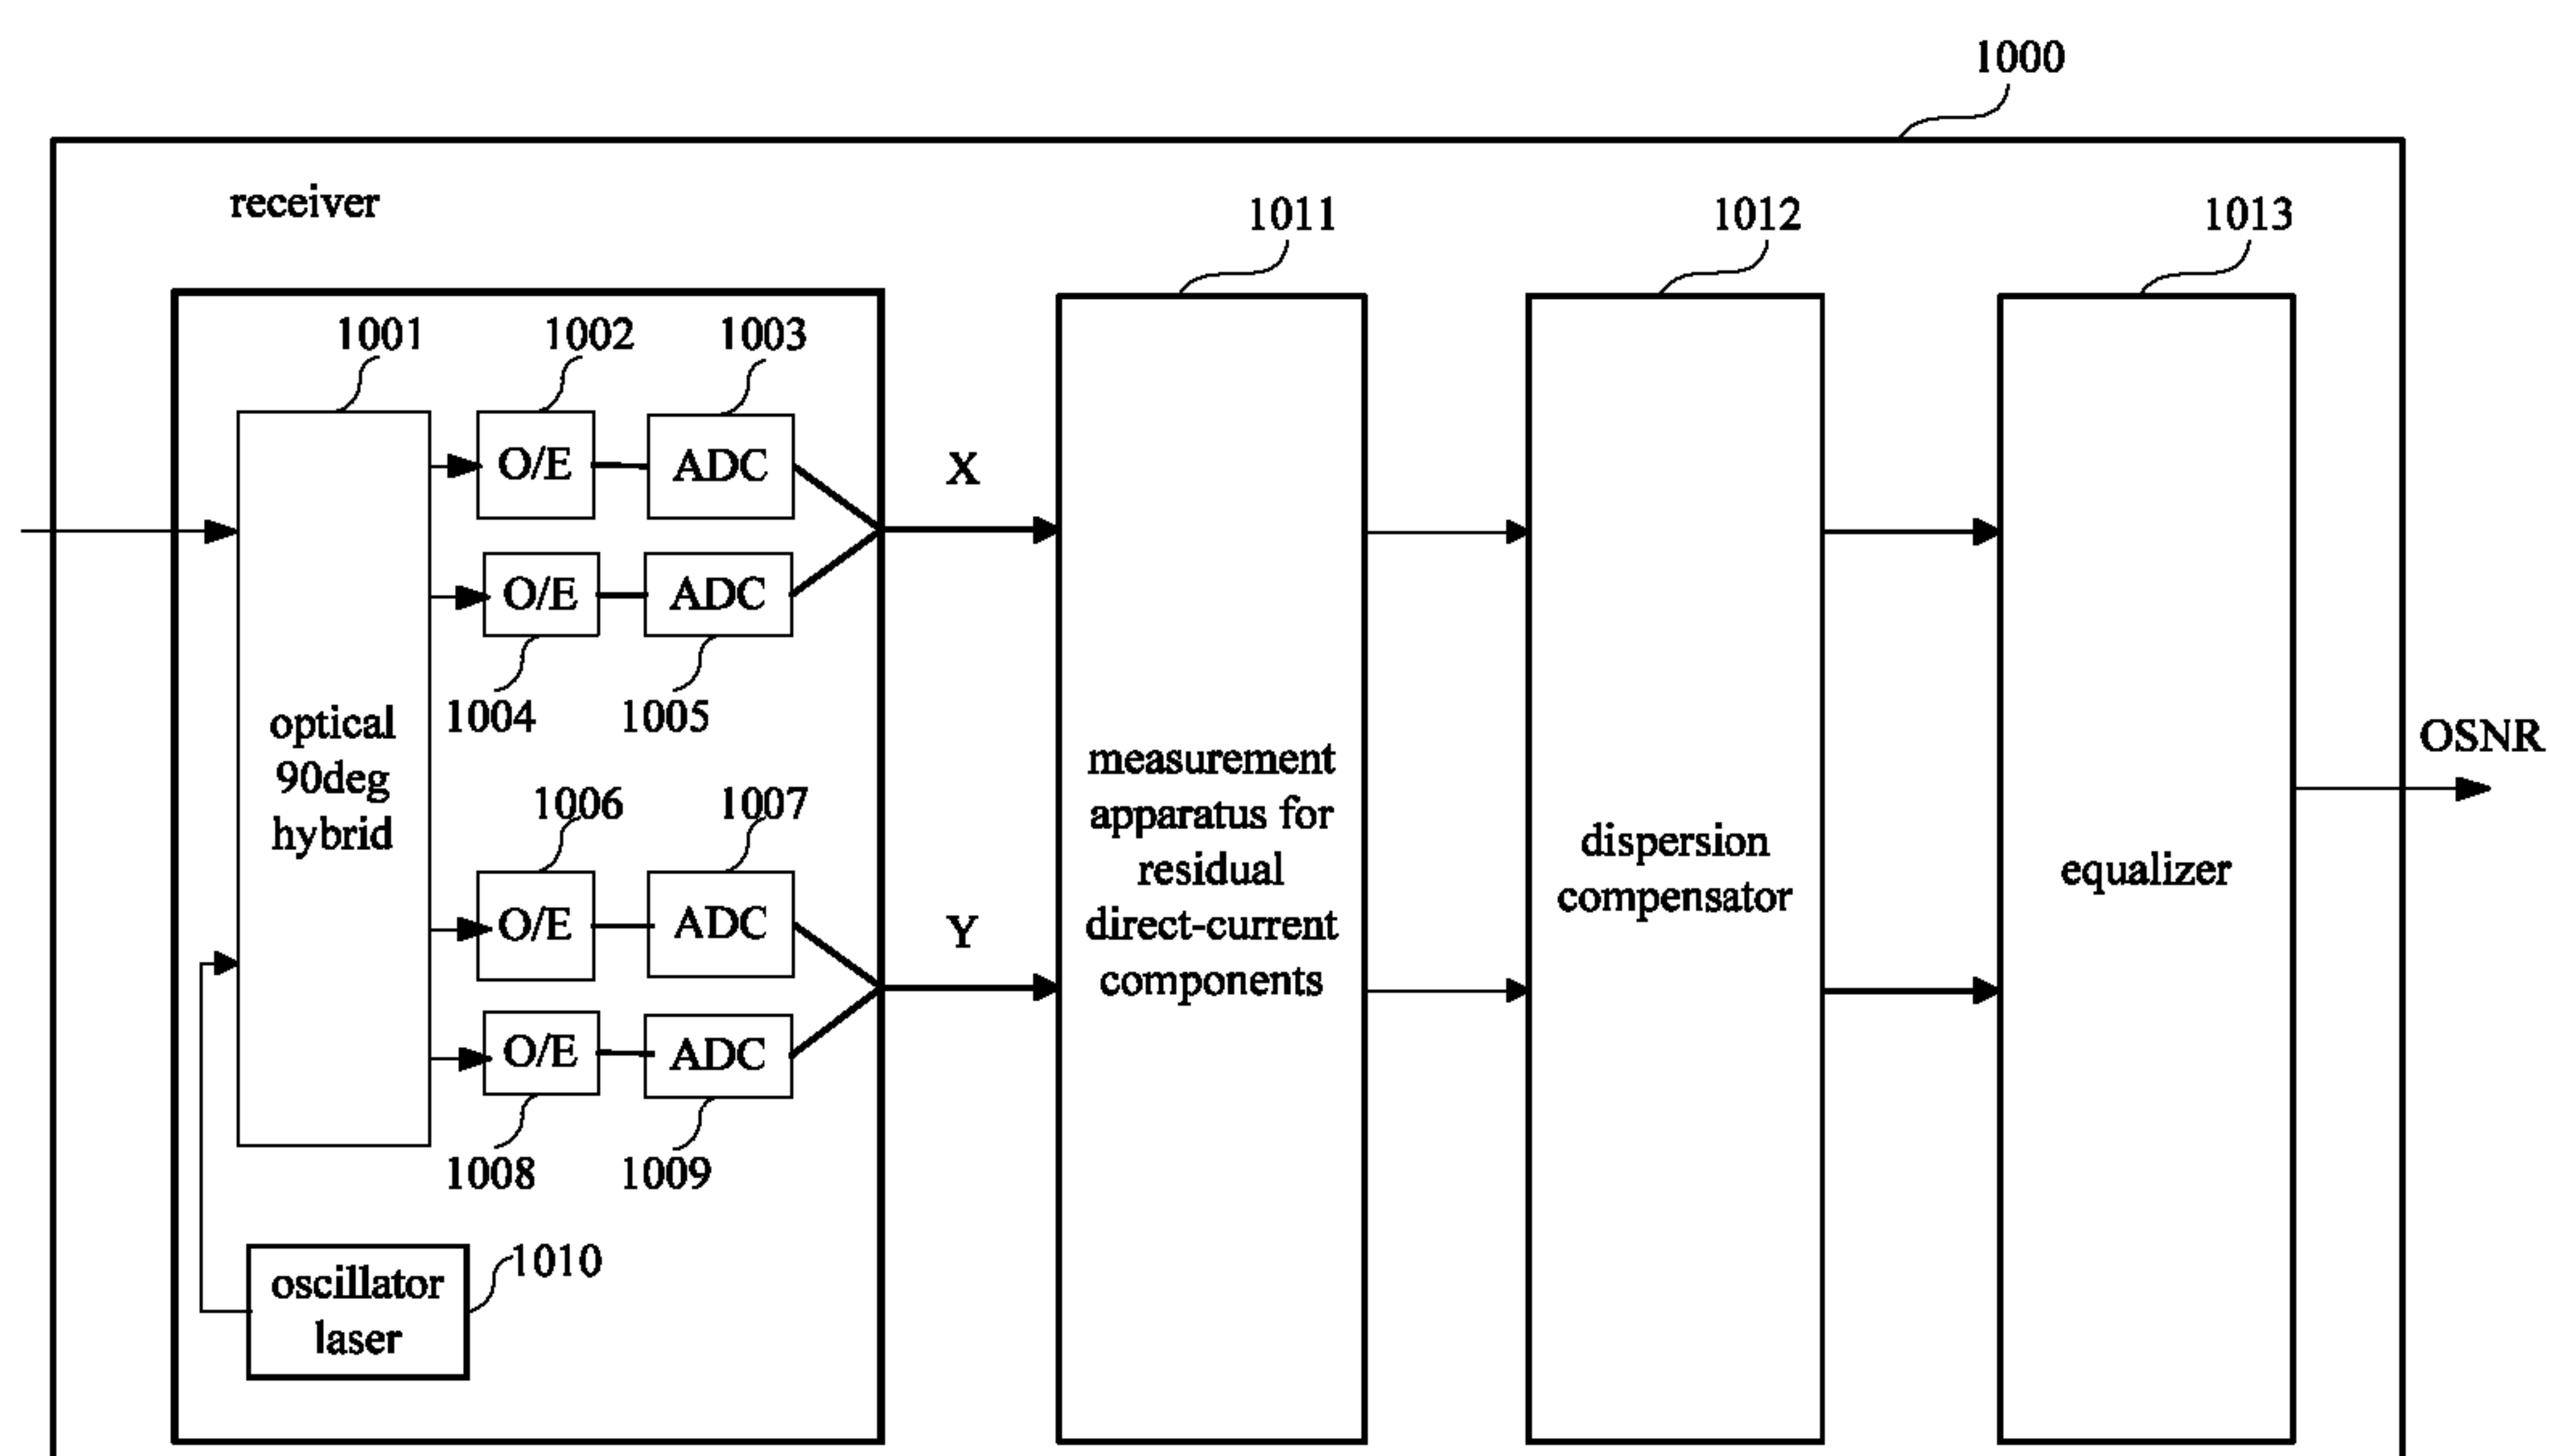 1000
receiver
1011
1012
1013
1001
1002
1003
O/E
ADC
X
O/E
ADC
1004
1005
optical
90deg
hybrid
OSNR
measurement
apparatus for
residual
direct-current
components
dispersion
compensator
equalizer
1006
1007
O/E
ADC
Y
O/E
ADC
1008
1009
oscillator
laser
1010